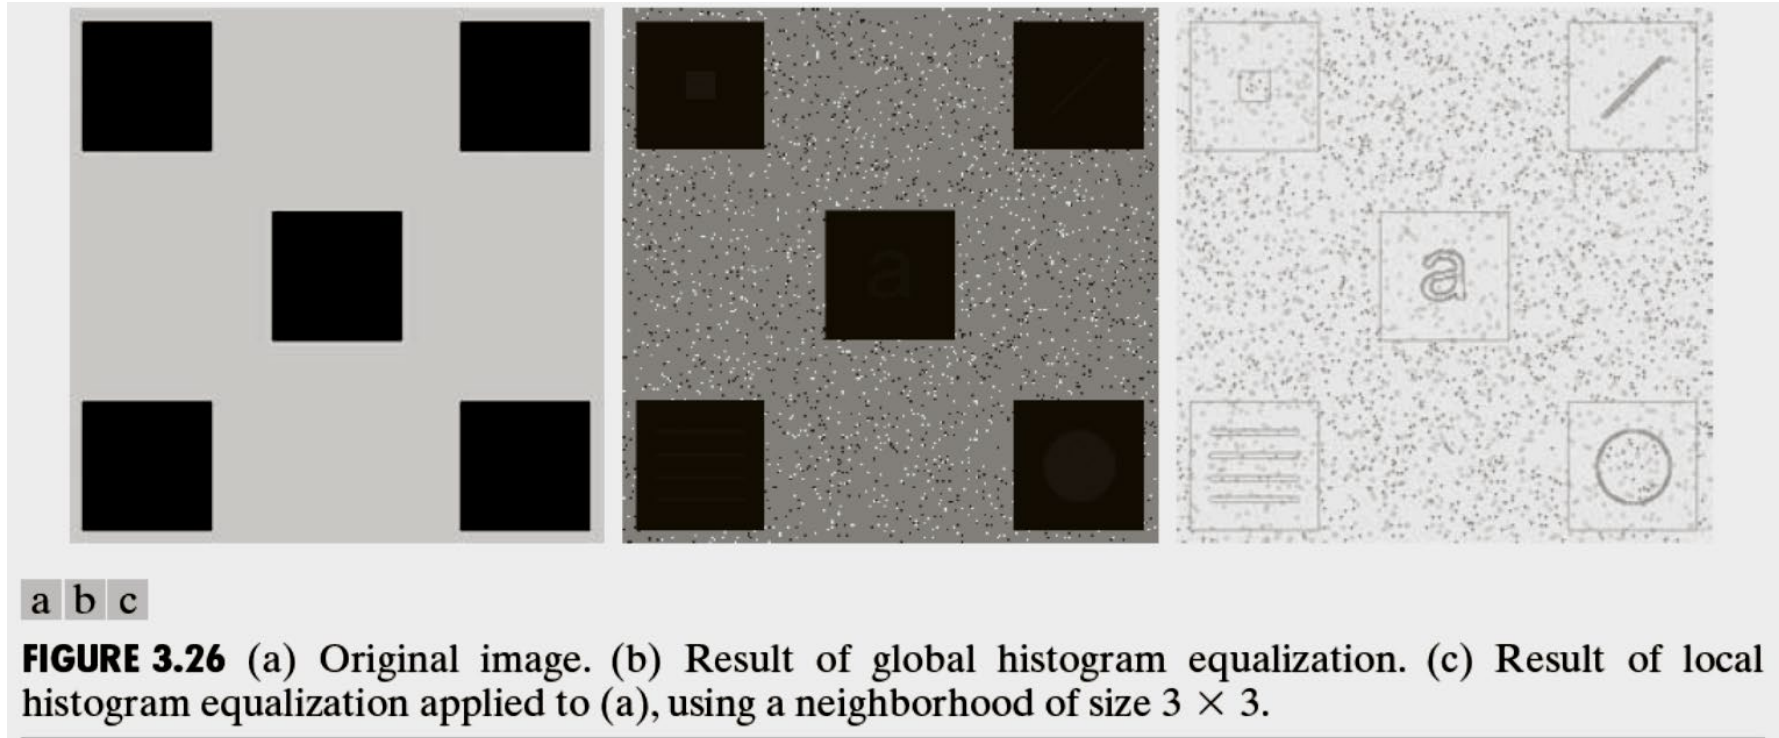 a
a
a b c
FIGURE 3.26 (a) Original image. (b) Result of global histogram equalization. (c) Result of local
histogram equalization applied to (a), using a neighborhood of size 3 × 3.